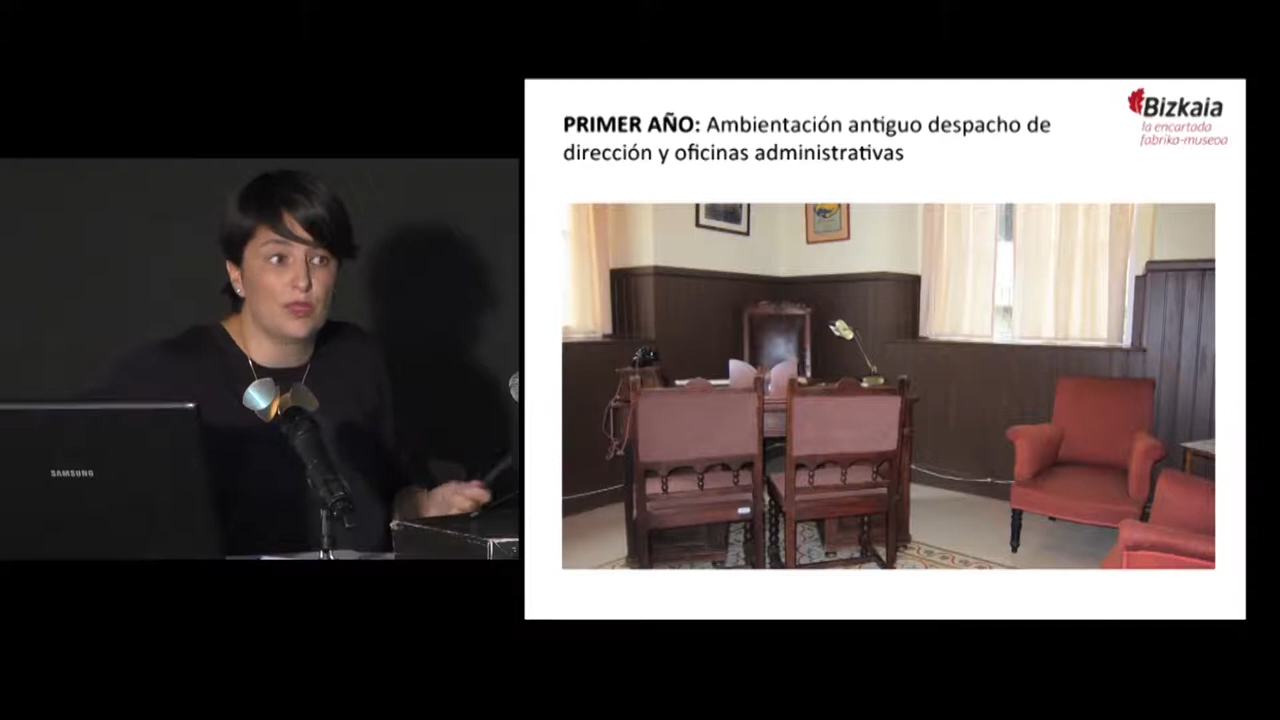 PRIMER AÑO: Ambientación antiguo despacho de
dirección y oficinas administrativas
Bizkaia
la encartada
fabrika-museoa
SAMSUNG